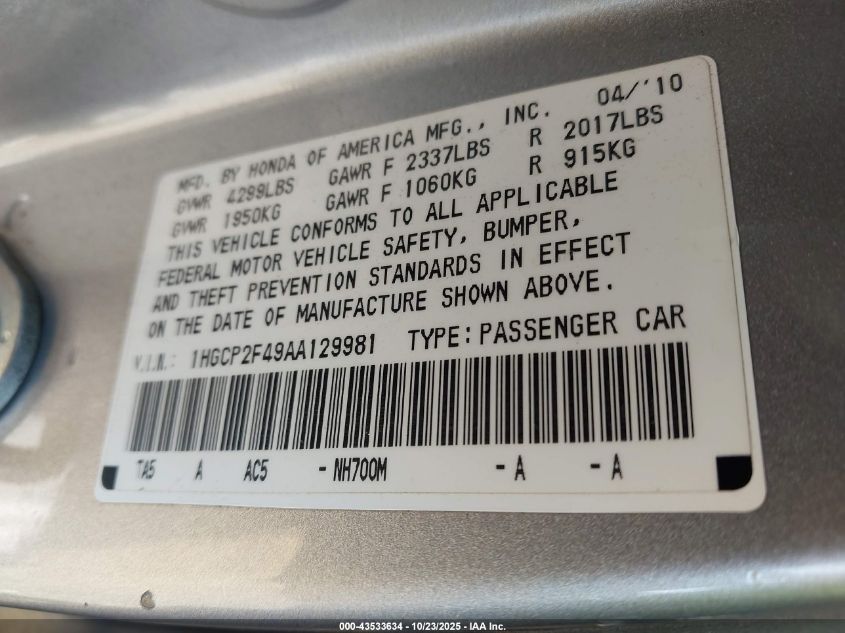 MFD. BY HONDA OF AMERICA MFG., INC. 04/'10
GVWR 4299LBS GAWR F 2337LBS R 2017LBS
GVWR 1950KG GAWR F 1060KG R 915KG
THIS VEHICLE CONFORMS TO ALL APPLICABLE
FEDERAL MOTOR VEHICLE SAFETY, BUMPER,
AND THEFT PREVENTION STANDARDS IN EFFECT
ON THE DATE OF MANUFACTURE SHOWN ABOVE.
V.I.N.: 1HGCP2F49AA129981 TYPE:PASSENGER CAR
TA5 A AC5 -NH700M -A -A
000-43533634 - 10/23/2025 - IAA Inc.